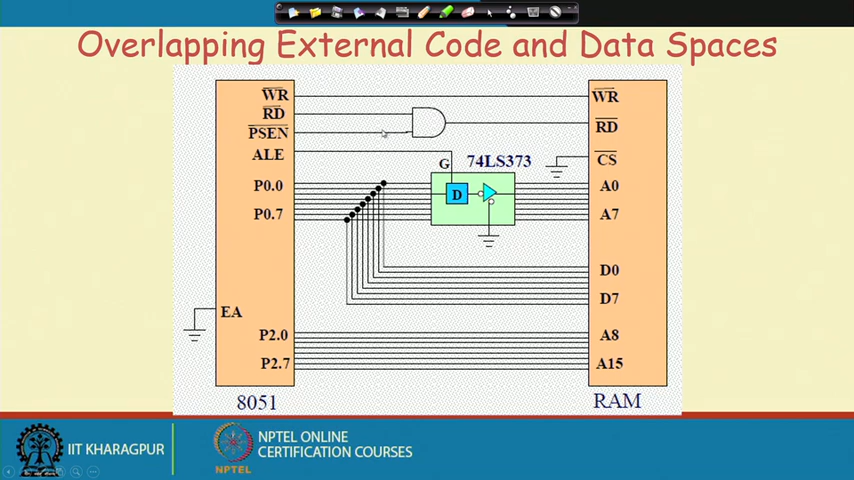 Overlapping External Code and Data Spaces
WR
RD
PSEN
ALE
P0.0
P0.7
EA
P2.0
P2.7
8051
G
74LS373
D
WR
RD
CS
A0
A7
D0
D7
A8
A15
RAM
IIT KHARAGPUR
NPTEL
NPTEL ONLINE
CERTIFICATION COURSES